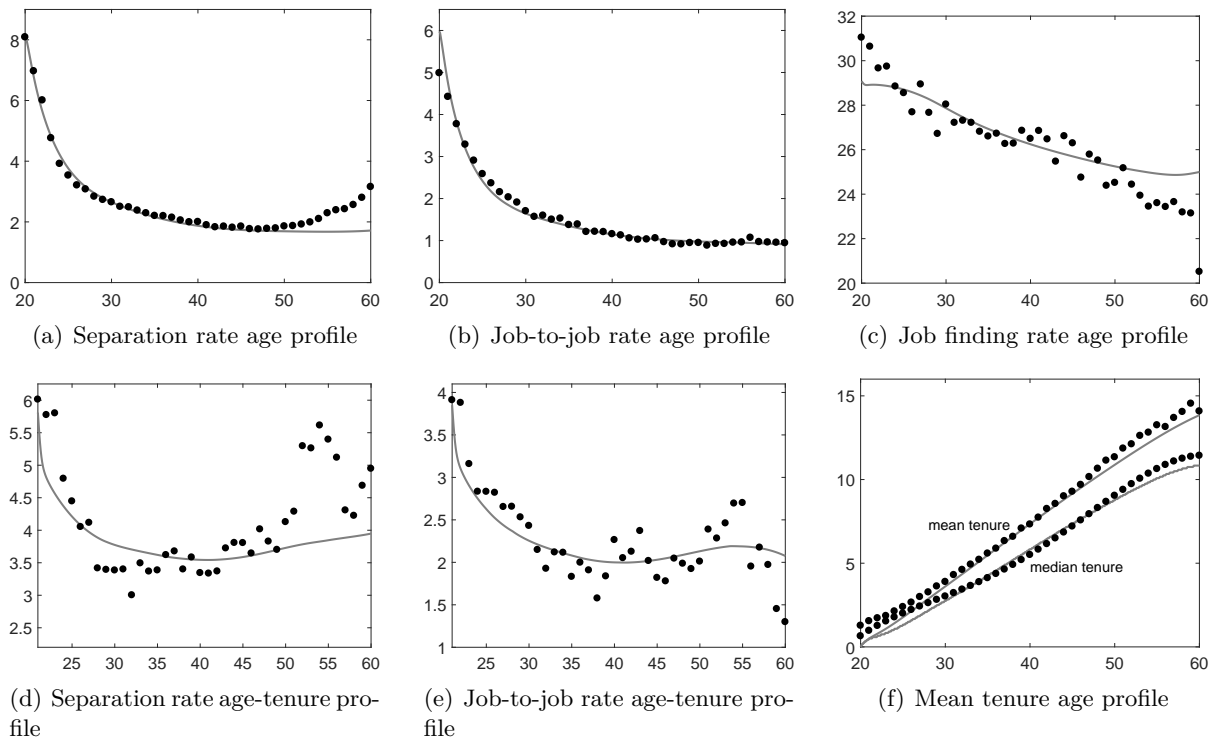 8
6
4
2
0
20 30 40 50 60
(a) Separation rate age profile
6
5
4
3
2
1
0
20 30 40 50 60
(b) Job-to-job rate age profile
32
30
28
26
24
22
20
20 30 40 50 60
(c) Job finding rate age profile
6
5.5
5
4.5
4
3.5
3
2.5
25 30 35 40 45 50 55 60
(d) Separation rate age-tenure pro-
file
4
3.5
3
2.5
2
1.5
1
25 30 35 40 45 50 55 60
(e) Job-to-job rate age-tenure pro-
file
15
10
mean tenure
5
median tenure
0
20 30 40 50 60
(f) Mean tenure age profile